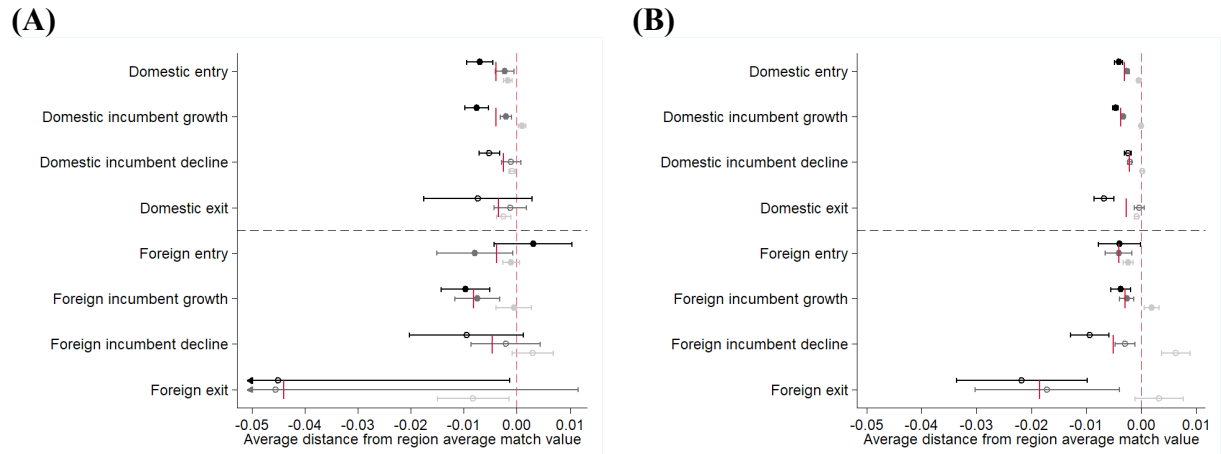 (A)
Domestic entry
Domestic incumbent growth
Domestic incumbent decline
Domestic exit
Foreign entry
Foreign incumbent growth
Foreign incumbent decline
Foreign exit
-0.05 -0.04 -0.03 -0.02 -0.01 0.00 0.01
Average distance from region average match value
(B)
Domestic entry
Domestic incumbent growth
Domestic incumbent decline
Domestic exit
Foreign entry
Foreign incumbent growth
Foreign incumbent decline
Foreign exit
-0.05 -0.04 -0.03 -0.02 -0.01 0.00 0.01
Average distance from region average match value